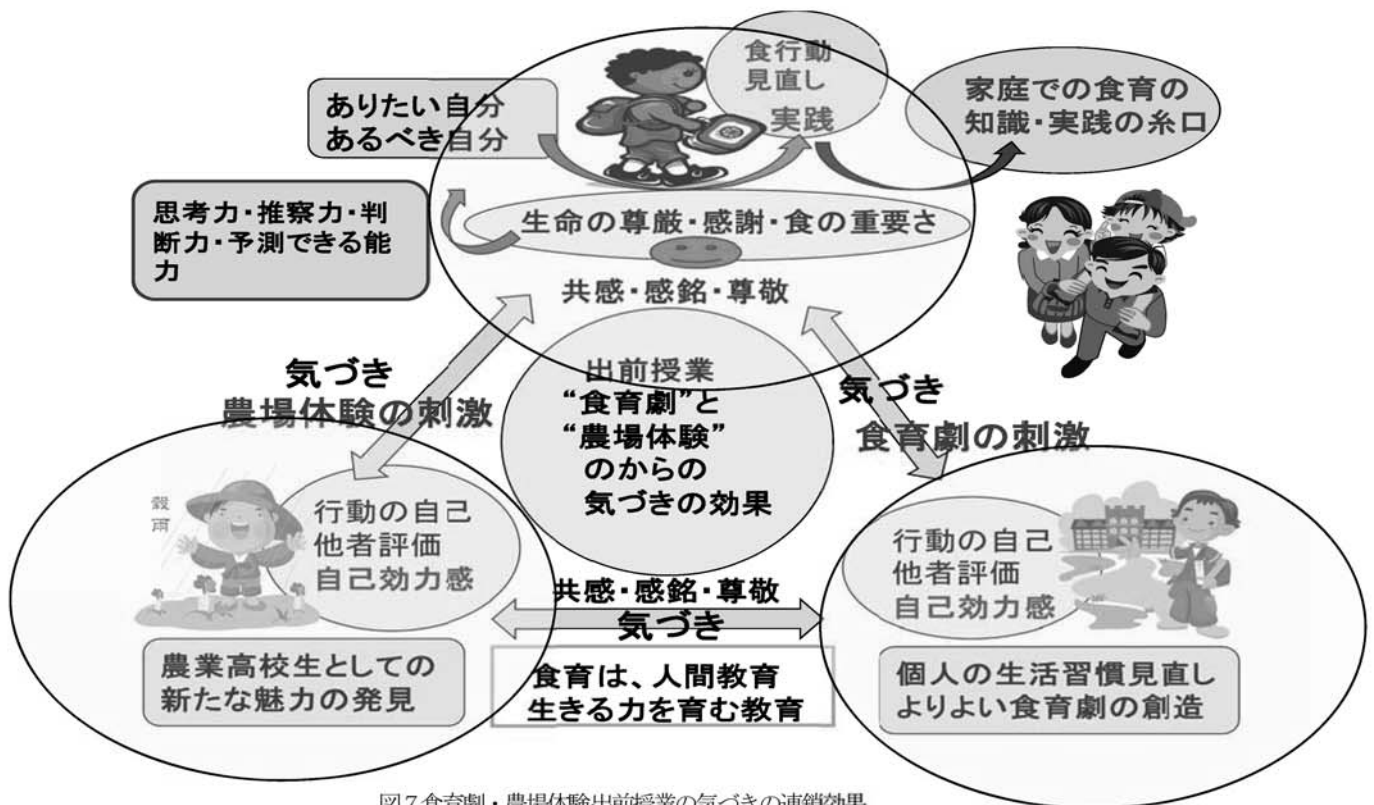 食行動
見直し
実践
ありたい自分
あるべき自分
家庭での食育の
知識・実践の糸口
思考力・推察力・判
断力・予測できる能
力
生命の尊厳・感謝・食の重要さ
共感・感銘・尊敬
気づき
農場体験の刺激
出前授業
“食育劇”と
“農場体験”
のからの
気づきの効果
気づき
食育劇の刺激
穀
雨
行動の自己
他者評価
自己効力感
農業高校生としての
新たな魅力の発見
共感・感銘・尊敬
気づき
食育は、人間教育
生きる力を育む教育
行動の自己
他者評価
自己効力感
個人の生活習慣見直し
よりよい食育劇の創造
図7 食育劇・農場体験出前授業の気づきの連鎖効果